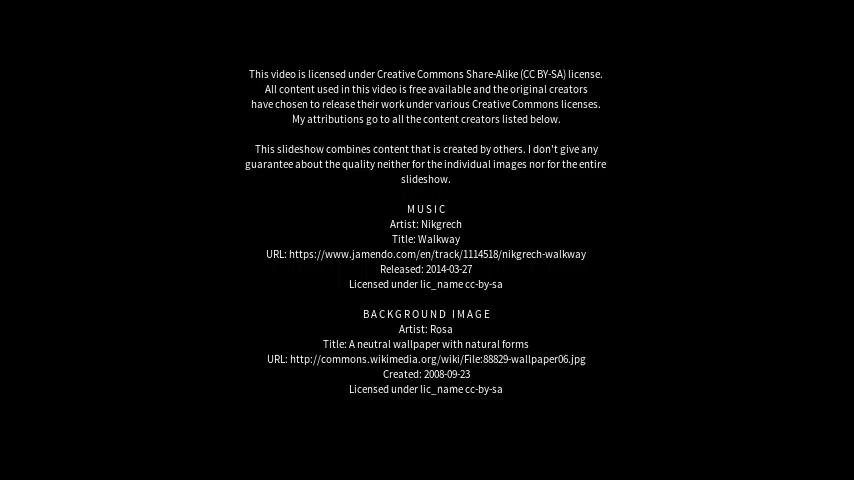 This video is licensed under Creative Commons Share-Alike (CC BY-SA) license.
All content used in this video is free available and the original creators
have chosen to release their work under various Creative Commons licenses.
My attributions go to all the content creators listed below.
This slideshow combines content that is created by others. I don't give any
guarantee about the quality neither for the individual images nor for the entire
slideshow.
MUSIC
Artist: Nikgrech
Title: Walkway
URL: https://www.jamendo.com/en/track/1114518/nikgrech-walkway
Released: 2014-03-27
Licensed under lic_name cc-by-sa
BACKGROUND IMAGE
Artist: Rosa
Title: A neutral wallpaper with natural forms
URL: http://commons.wikimedia.org/wiki/File:88829-wallpaper06.jpg
Created: 2008-09-23
Licensed under lic_name cc-by-sa